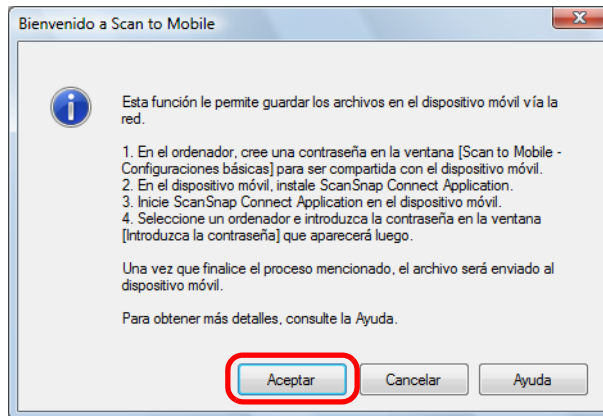 Bienvenido a Scan to Mobile
Esta función le permite guardar los archivos en el dispositivo móvil vía la
red.
1. En el ordenador, cree una contraseña en la ventana [Scan to Mobile -
Configuraciones básicas] para ser compartida con el dispositivo móvil.
2. En el dispositivo móvil, instale ScanSnap Connect Application.
3. Inicie ScanSnap Connect Application en el dispositivo móvil.
4. Seleccione un ordenador e introduzca la contraseña en la ventana
[Introduzca la contraseña] que aparecerá luego.
Una vez que finalice el proceso mencionado, el archivo será enviado al
dispositivo móvil.
Para obtener más detalles, consulte la Ayuda.
Aceptar Cancelar Ayuda